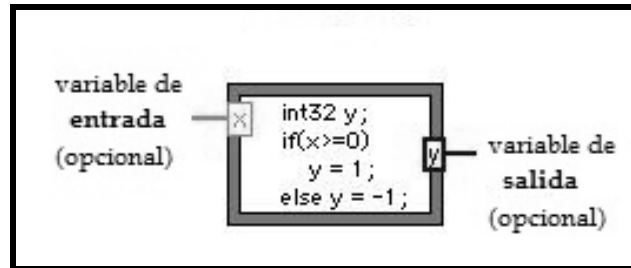 variable de
entrada
(opcional)
x
int32 y;
if(x>=0)
y = 1;
else y = -1;
y
variable de
salida
(opcional)